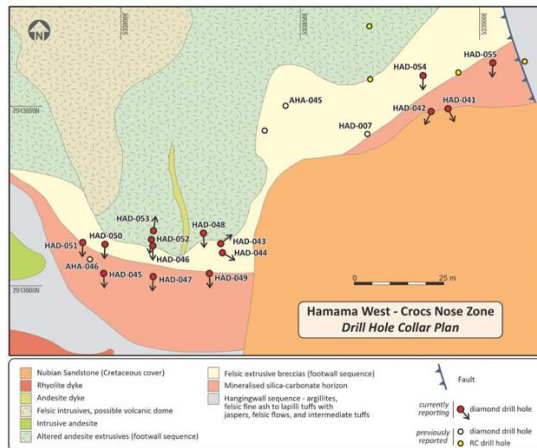 533800E
533850E
533900E
N
HAD-055
HAD-054
2913650N
AHA-045
HAD-042
HAD-041
HAD-007
HAD-053
HAD-048
HAD-051
HAD-050
HAD-052
HAD-043
HAD-046
HAD-044
AHA-046
HAD-045
HAD-047
HAD-049
2913600N
0
25 m
Hamama West - Crocs Nose Zone
Drill Hole Collar Plan
Nubian Sandstone (Cretaceous cover)
Rhyolite dyke
Andesite dyke
Felsic intrusives, possible volcanic dome
Intrusive andesite
Altered andesite extrusives (footwall sequence)
Felsic extrusive breccias (footwall sequence)
Mineralised silica-carbonate horizon
Hangingwall sequence - argillites,
felsic fine ash to lapilli tuffs with
jaspers, felsic flows, and intermediate tuffs
Fault
currently
reporting
diamond drill hole
previously
reported
diamond drill hole
RC drill hole